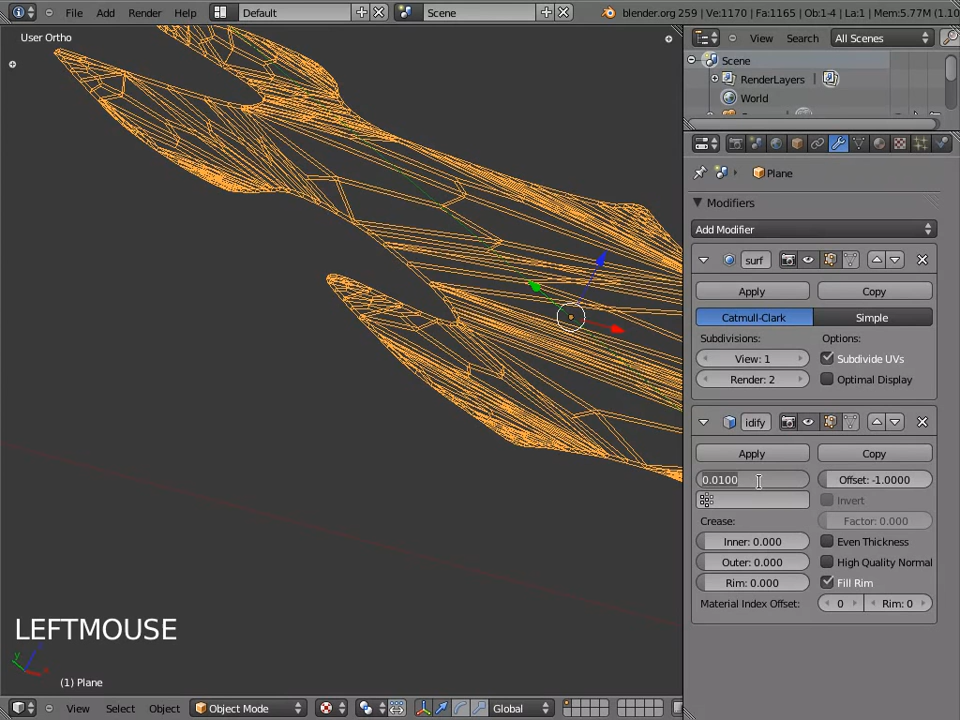 File Add Render Help Default Scene blender.org 259 | Ve:1170 | Fa:1165 | Ob:1-4 | La:1 | Mem:5.77M (1.10
User Ortho
View Search All Scenes
Scene
RenderLayers
World
Plane
Modifiers
Add Modifier
surf
Apply Copy
Catmull-Clark Simple
Subdivisions: Options:
View: 1 Subdivide UVs
Render: 2 Optimal Display
idify
Apply Copy
0.0100 Offset: -1.0000
Invert
Crease: Factor: 0.000
Inner: 0.000 Even Thickness
Outer: 0.000 High Quality Normal
Rim: 0.000 Fill Rim
Material Index Offset: 0 Rim: 0
LEFTMOUSE
y x
(1) Plane
View Select Object Object Mode Global